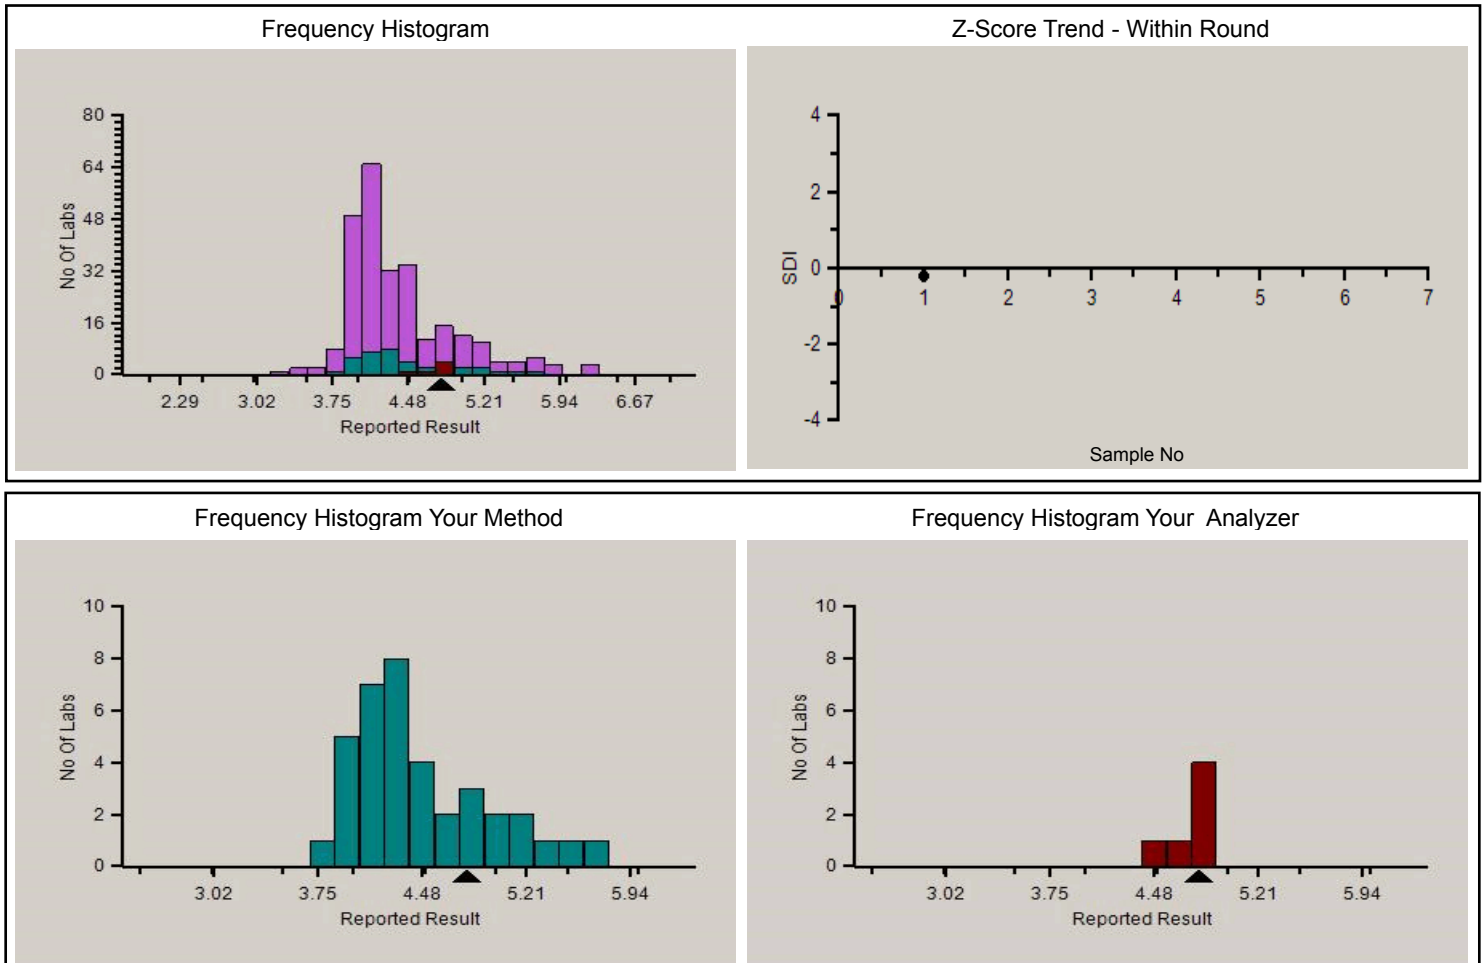 Frequency Histogram
80
64
48
32
16
0
No Of Labs
2.29 3.02 3.75 4.48 5.21 5.94 6.67
Reported Result
Z-Score Trend - Within Round
4
2
0
-2
-4
SDI
0 1 2 3 4 5 6 7
Sample No
Frequency Histogram Your Method
10
8
6
4
2
0
No Of Labs
3.02 3.75 4.48 5.21 5.94
Reported Result
Frequency Histogram Your Analyzer
10
8
6
4
2
0
No Of Labs
3.02 3.75 4.48 5.21 5.94
Reported Result